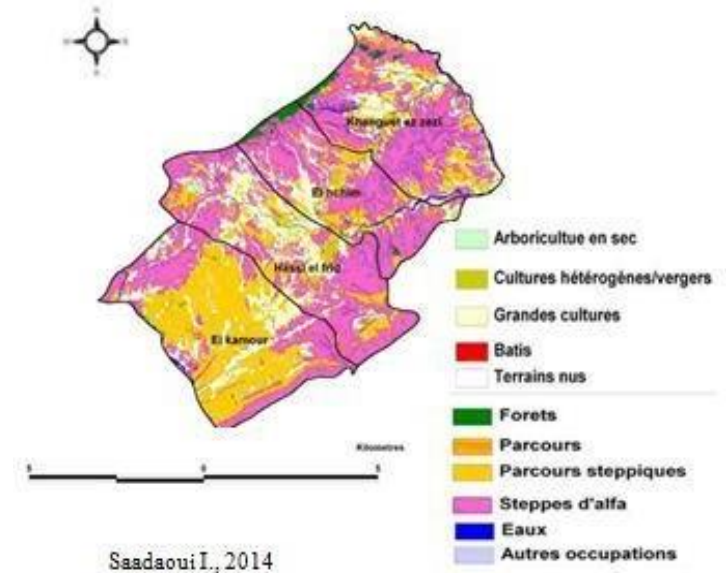 Khanguet ez zazi
El hchim
Hassi el friq
El kamour
Arboricultue en sec
Cultures hétérogènes/vergers
Grandes cultures
Batis
Terrains nus
Forets
Parcours
Parcours steppiques
Steppes d'alfa
Eaux
Autres occupations
Kilometres
5 0 5
Saadaoui I., 2014